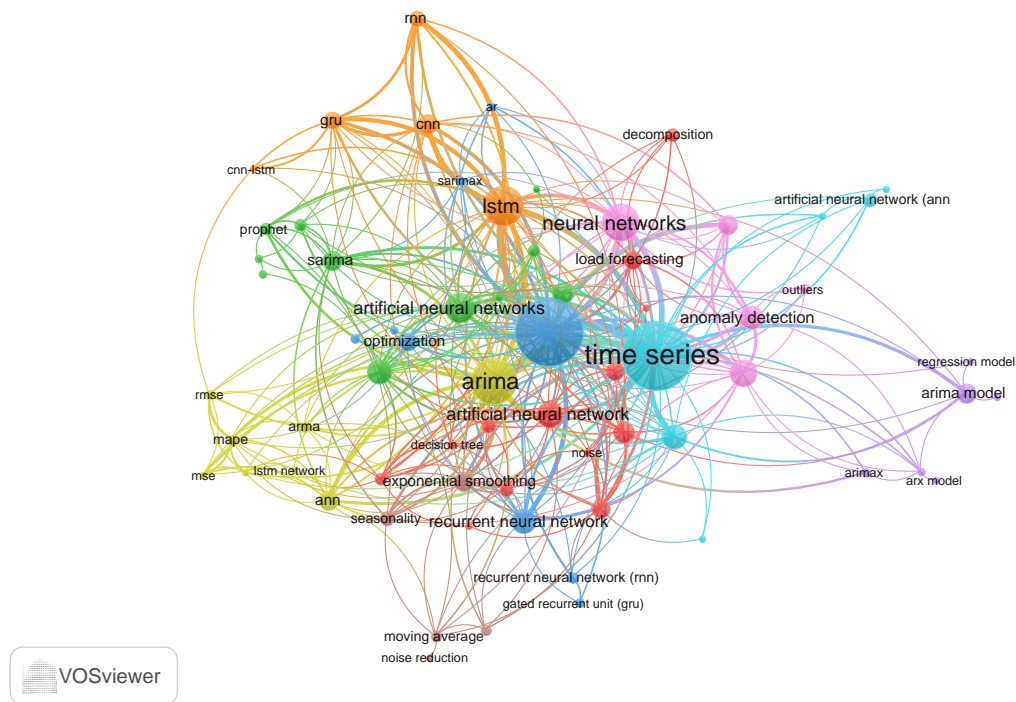 rnn
ar
gru
cnn
decomposition
cnn-lstm
sarimax
artificial neural network (ann
lstm
neural networks
prophet
sarima
load forecasting
outliers
artificial neural networks
anomaly detection
optimization
time series
regression model
arima
arima model
rmse
artificial neural network
arma
mape
decision tree
noise
mse
lstm network
exponential smoothing
arimax
arx model
ann
seasonality
recurrent neural network
recurrent neural network (rnn)
gated recurrent unit (gru)
moving average
noise reduction
VOSviewer